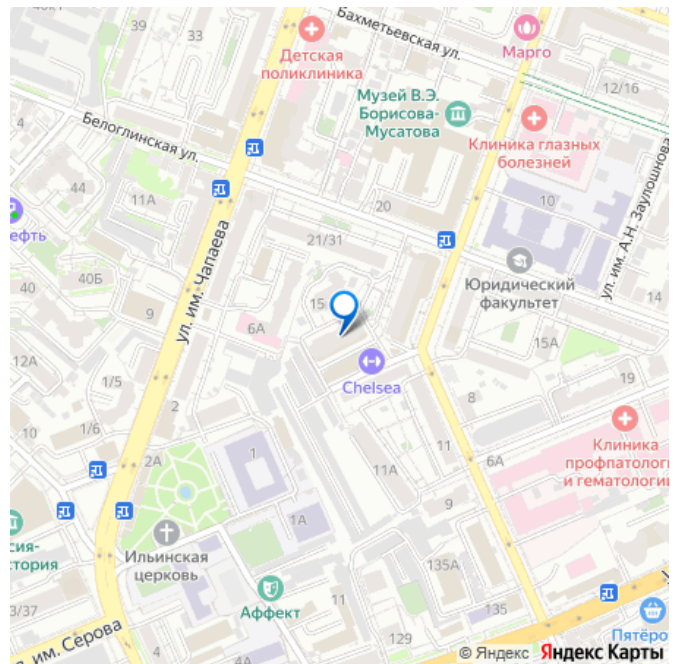 39
33
Бахметьевская ул.
Марго
Детская
поликлиника
12/16
Музей В.Э.
Борисова-
Мусатова
Клиника глазных
болезней
Белоглинская ул.
44
11А
20
10
ул. им. А.Н. Заулошнова
ефть
21/31
ул. им. Чапаева
40Б
40
9
15
6А
Юридический
факультет
14
15А
12А
1/5
Chelsea
19
8
2
10
1/6
Клиника
профпатолог
и гематологии
11
2А
1
11А
6А
9
1А
сия-
стория
Ильинская
церковь
135А
Аффект
11
3/37
135
129
м. им. Серова
4
4
Пятёро
У
© Яндекс Яндекс Карты